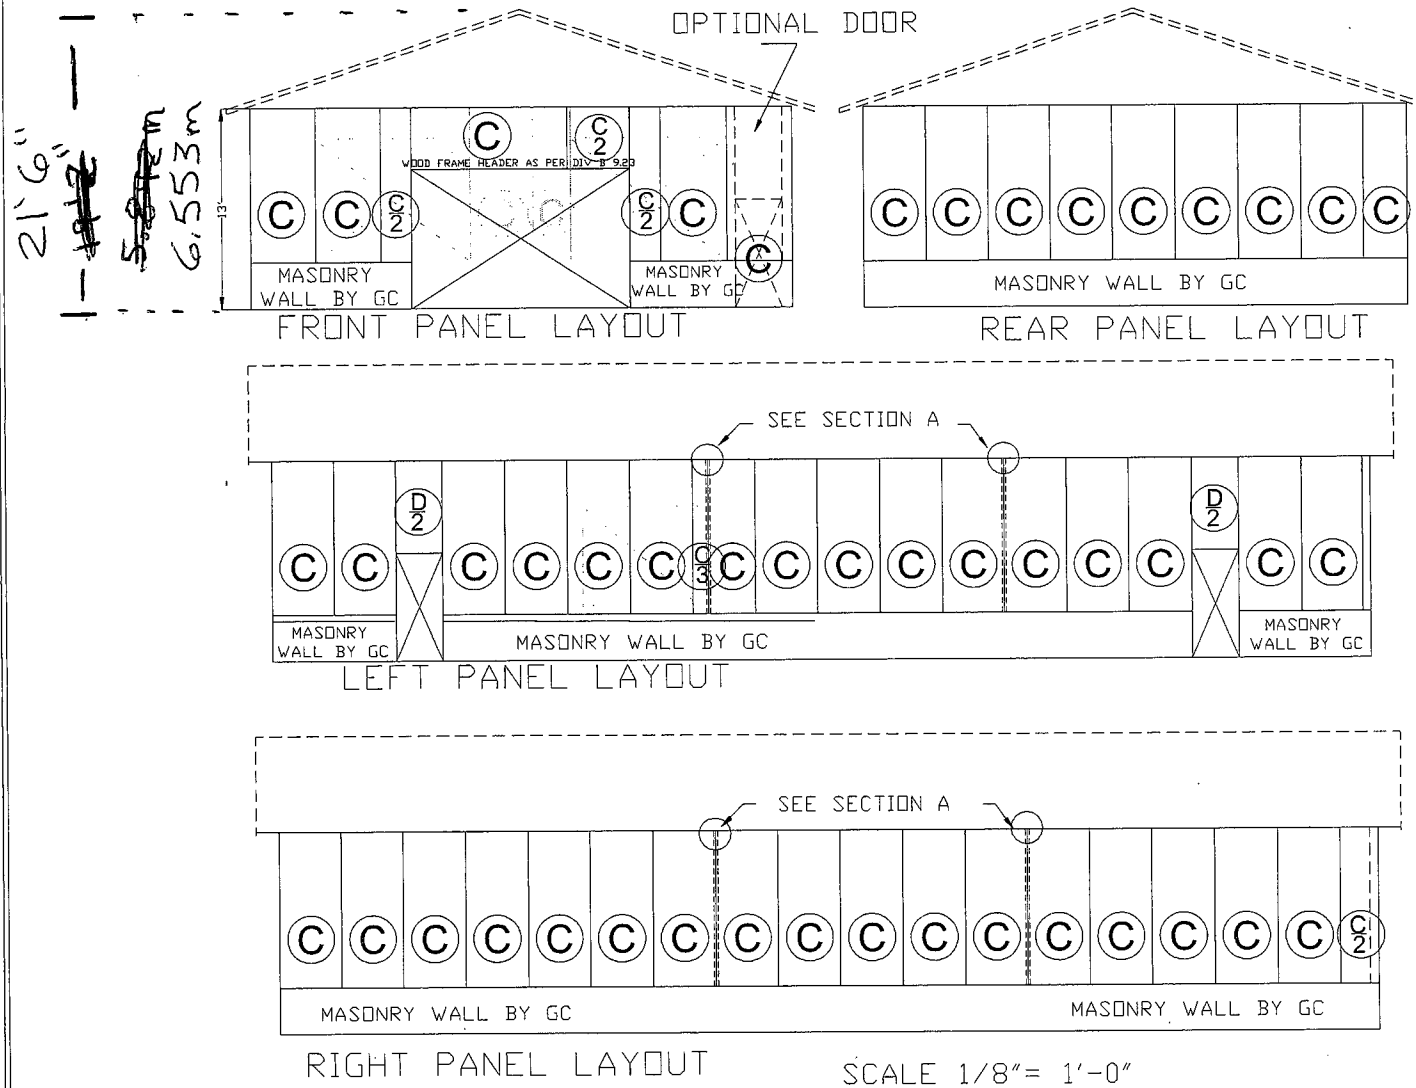 OPTIONAL DOOR
21'6"
6.553m
13'
C C/2
WOOD FRAME HEADER AS PER DIV B 9.23
C C C/2 C/2 C
C
MASONRY
WALL BY GC
MASONRY
WALL BY GC
FRONT PANEL LAYOUT
C C C C C C C C C
MASONRY WALL BY GC
REAR PANEL LAYOUT
SEE SECTION A
D/2 D/2
C C C C C C C/3 C C C C C C C C C C
MASONRY
WALL BY GC
MASONRY WALL BY GC
MASONRY
WALL BY GC
LEFT PANEL LAYOUT
SEE SECTION A
C C C C C C C C C C C C C C C C C C/2
MASONRY WALL BY GC MASONRY WALL BY GC
RIGHT PANEL LAYOUT
SCALE 1/8"= 1'-0"